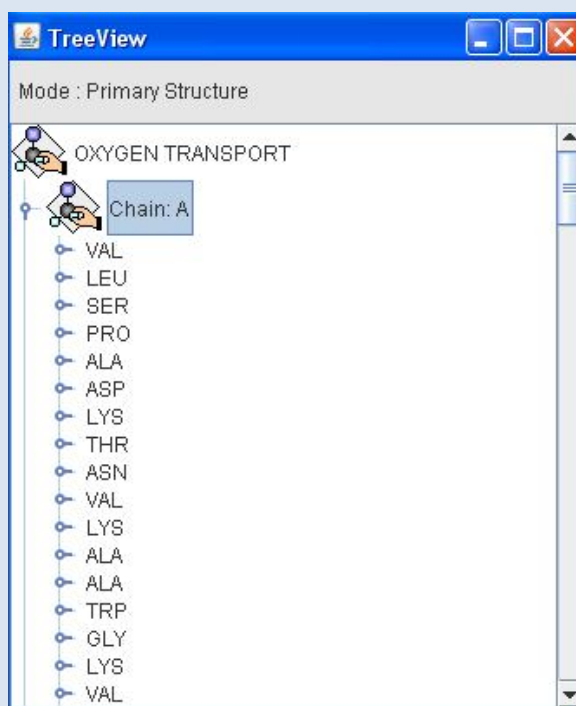 TreeView
Mode : Primary Structure
OXYGEN TRANSPORT
Chain: A
VAL
LEU
SER
PRO
ALA
ASP
LYS
THR
ASN
VAL
LYS
ALA
ALA
TRP
GLY
LYS
VAL